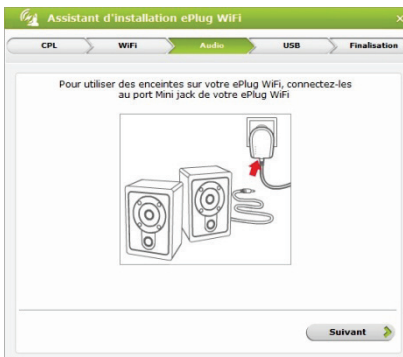 Assistant d'installation ePlug WiFi
CPL WiFi Audio USB Finalisation
Pour utiliser des enceintes sur votre ePlug WiFi, connectez-les
au port Mini jack de votre ePlug WiFi
Suivant